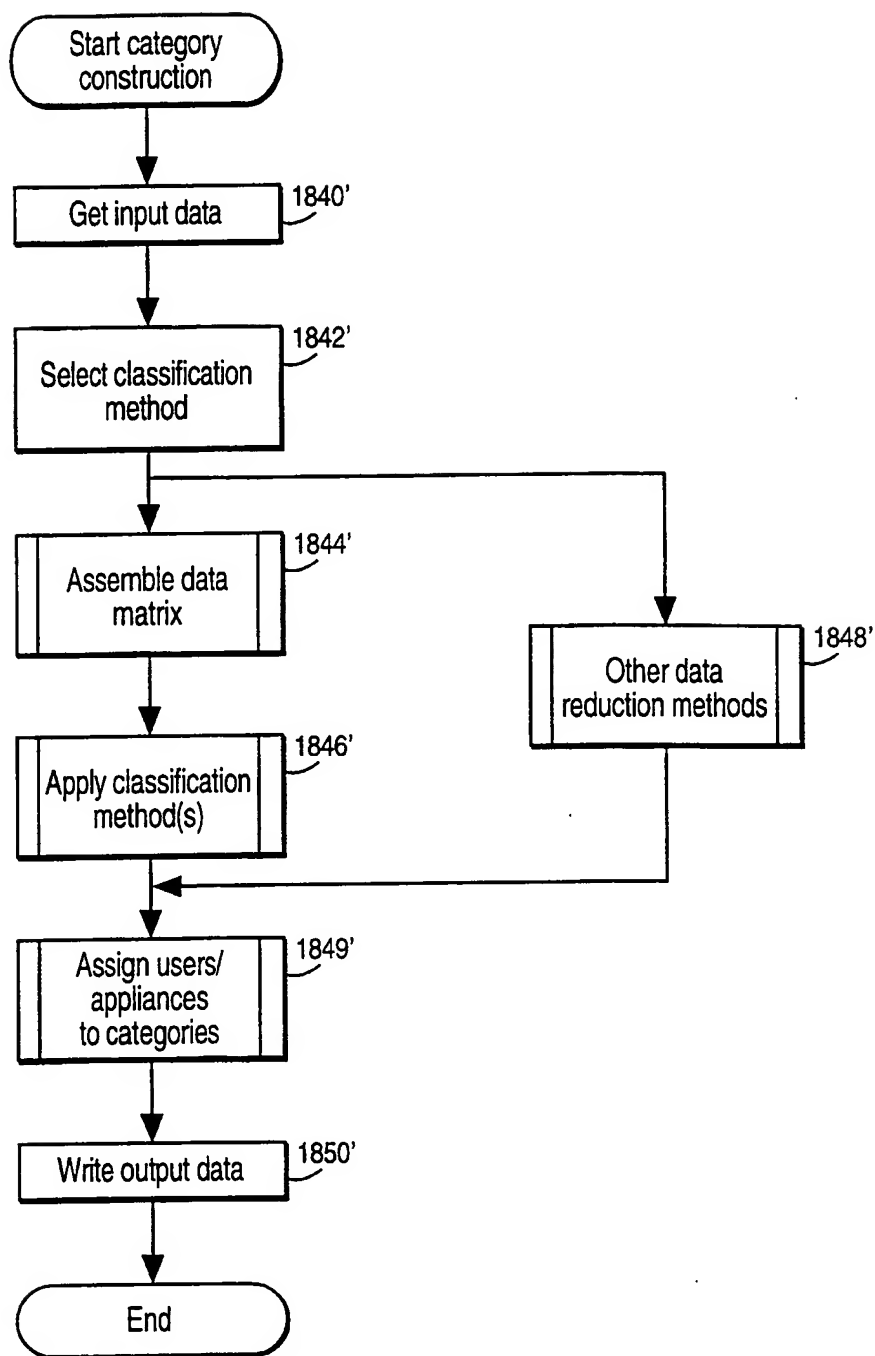 Start category
construction
1840’
Get input data
1842’
Select classification
method
1844’
Assemble data
matrix
1848’
Other data
reduction methods
1846’
Apply classification
method(s)
1849’
Assign users/
appliances
to categories
1850’
Write output data
End